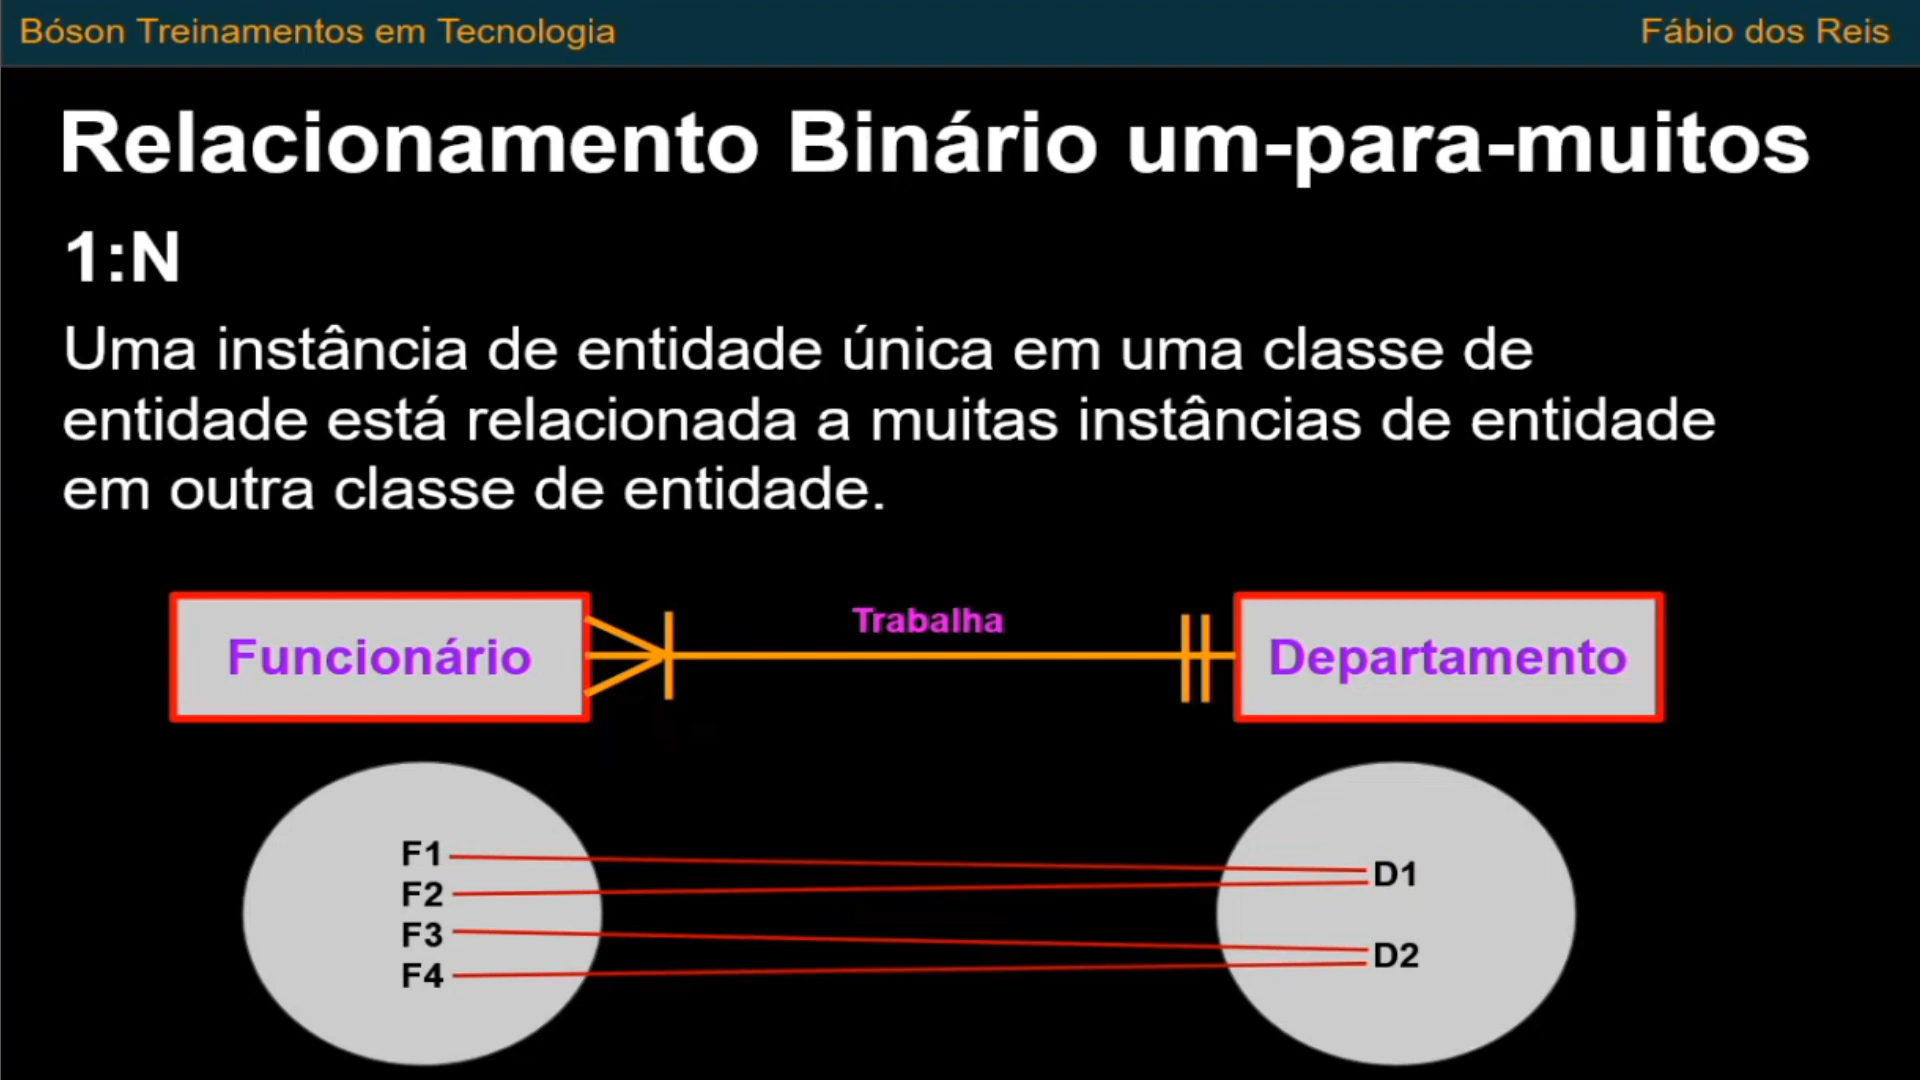 Bóson Treinamentos em Tecnologia
Fábio dos Reis
Relacionamento Binário um-para-muitos
1:N
Uma instância de entidade única em uma classe de
entidade está relacionada a muitas instâncias de entidade
em outra classe de entidade.
Funcionário
Trabalha
Departamento
F1
F2
F3
F4
D1
D2